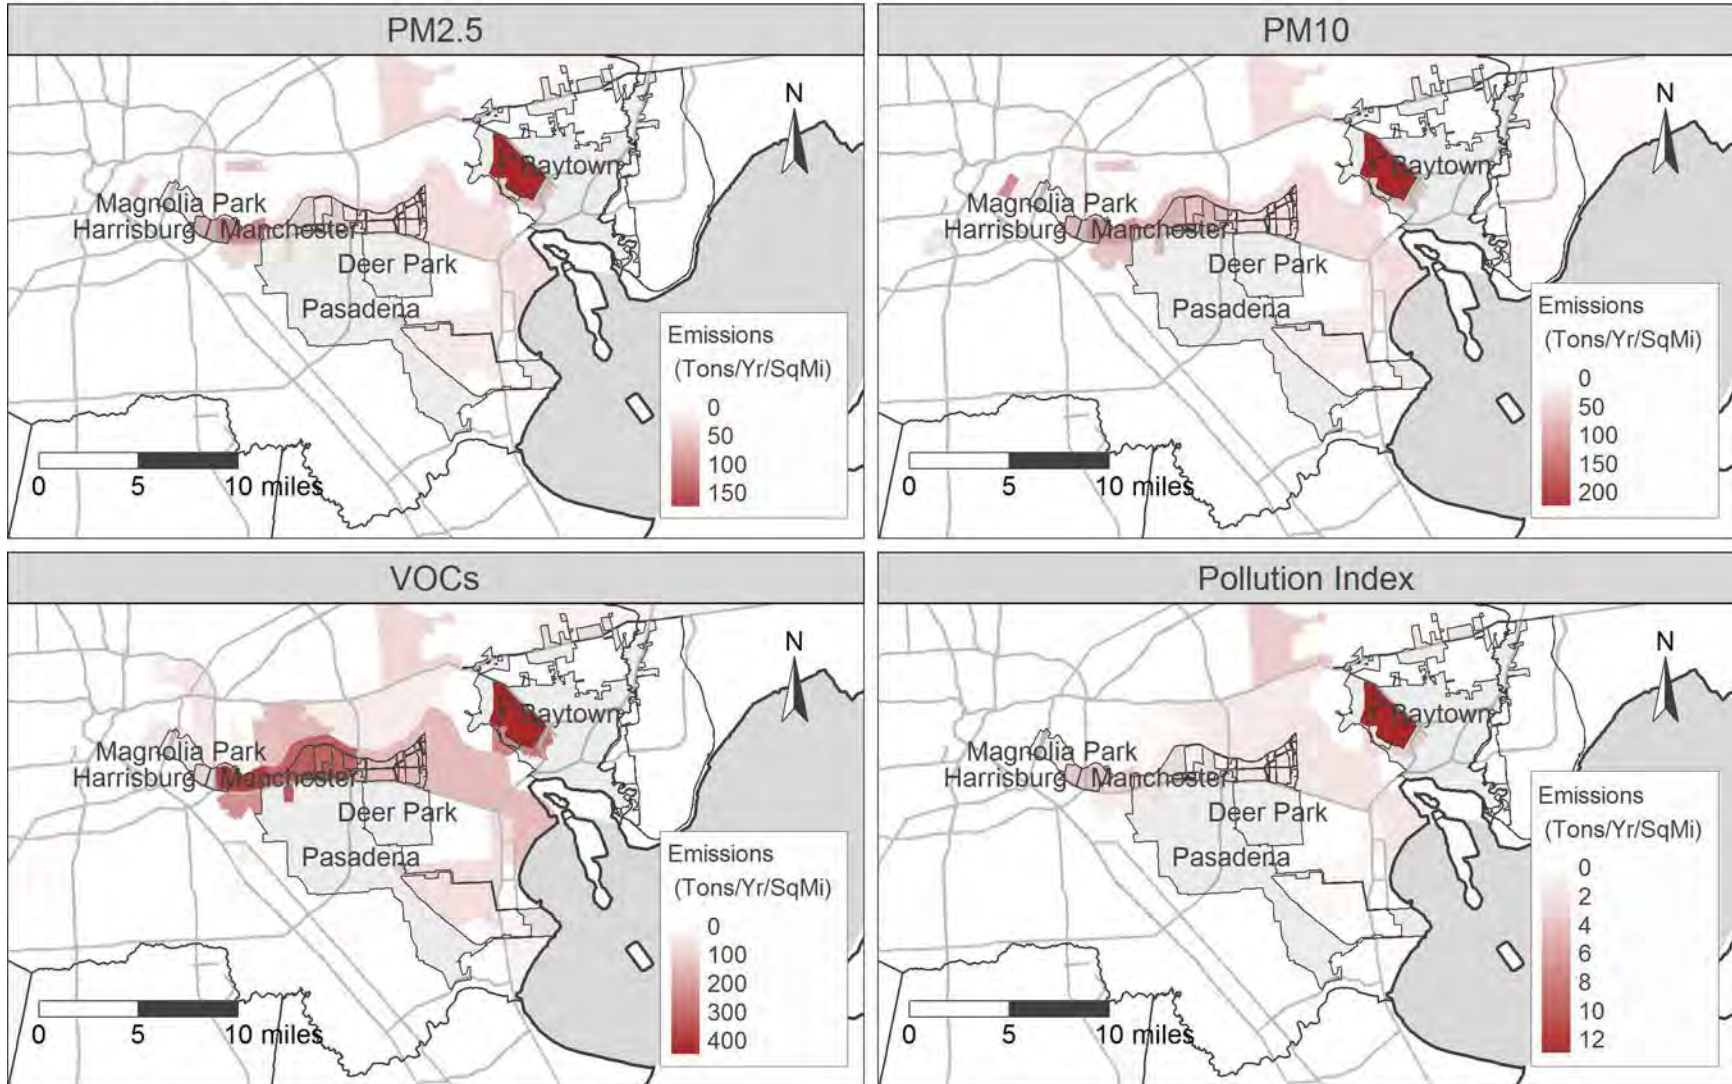 PM2.5
N
Baytown
Magnolia Park
Harrisburg
Manchester
Deer Park
Pasadena
Emissions
(Tons/Yr/SqMi)
0
50
100
150
0 5 10 miles
PM10
N
Baytown
Magnolia Park
Harrisburg
Manchester
Deer Park
Pasadena
Emissions
(Tons/Yr/SqMi)
0
50
100
150
200
0 5 10 miles
VOCs
N
Baytown
Magnolia Park
Harrisburg
Manchester
Deer Park
Pasadena
Emissions
(Tons/Yr/SqMi)
0
100
200
300
400
0 5 10 miles
Pollution Index
N
Baytown
Magnolia Park
Harrisburg
Manchester
Deer Park
Pasadena
Emissions
(Tons/Yr/SqMi)
0
2
4
6
8
10
12
0 5 10 miles